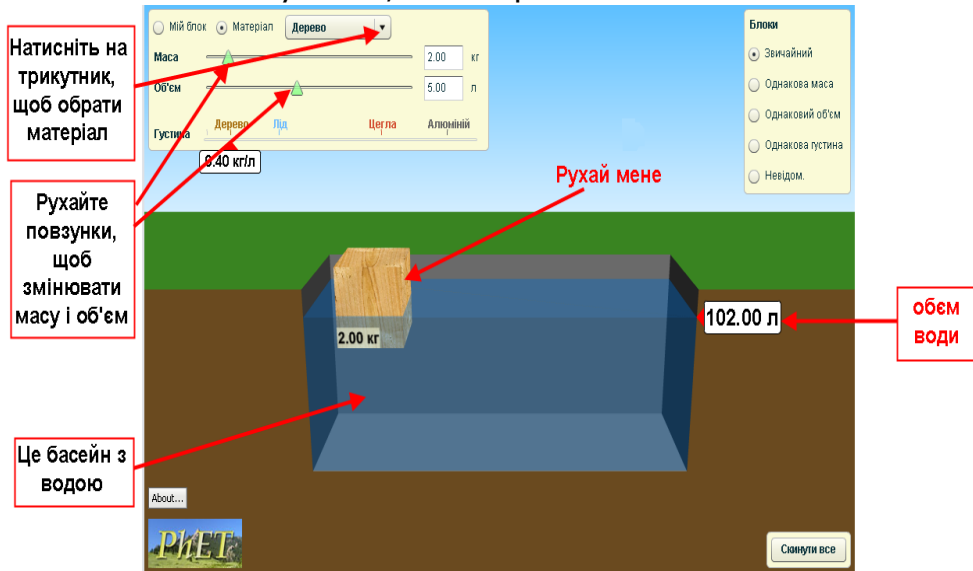 Натисніть на
трикутник,
щоб обрати
матеріал
Мій блок Матеріал Дерево
Маса 2.00 кг
Об'єм 5.00 л
Густина Дерево Лід Цегла Алюміній
0.40 кг/л
Блоки
Звичайний
Однакова маса
Однаковий об'єм
Однакова густина
Невідом.
Рухай мене
Рухайте
повзунки,
щоб
змінювати
масу і об'єм
102.00 л
обєм
води
2.00 кг
Це басейн з
водою
About...
PhET
Скинути все